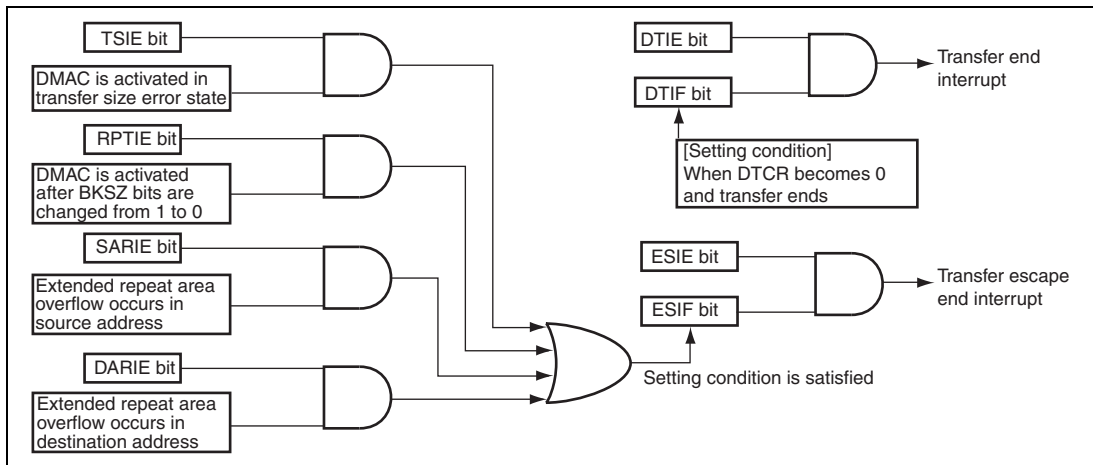 TSIE bit
DMAC is activated in
transfer size error state
RPTIE bit
DMAC is activated
after BKSZ bits are
changed from 1 to 0
SARIE bit
Extended repeat area
overflow occurs in
source address
DARIE bit
Extended repeat area
overflow occurs in
destination address
DTIE bit
DTIF bit
Transfer end
interrupt
[Setting condition]
When DTCR becomes 0
and transfer ends
ESIE bit
ESIF bit
Transfer escape
end interrupt
Setting condition is satisfied